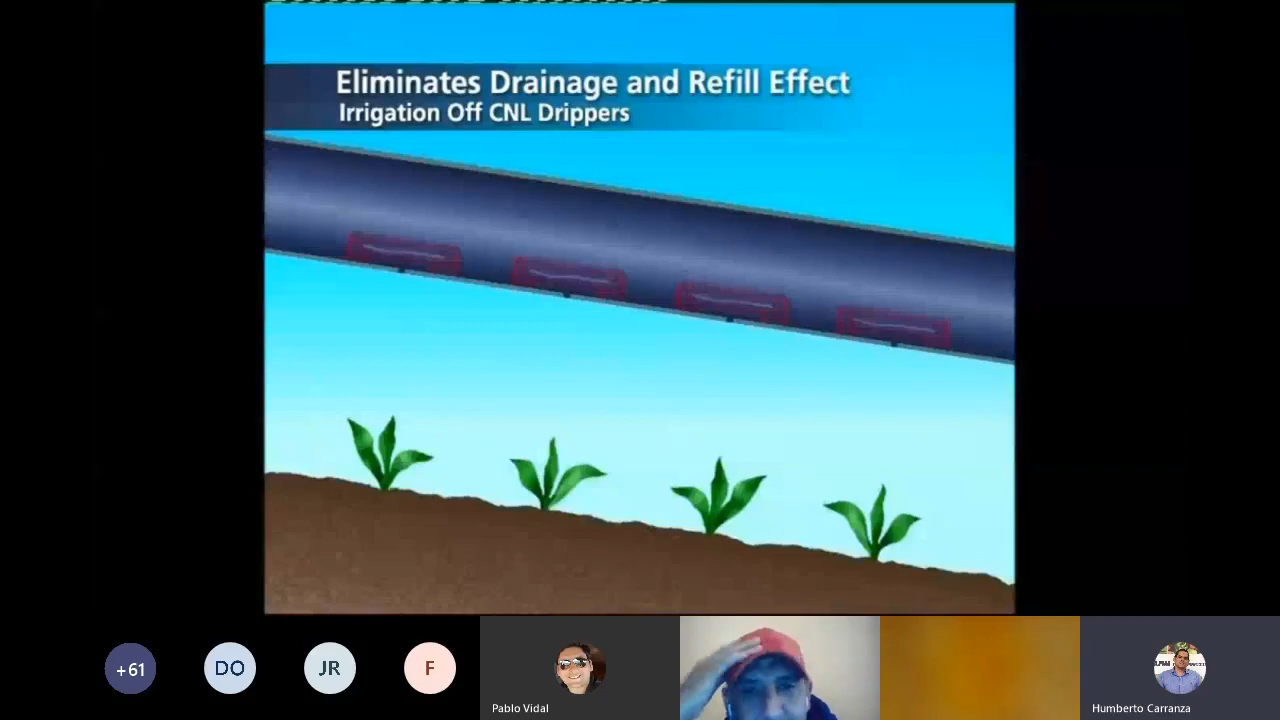 Eliminates Drainage and Refill Effect
Irrigation Off CNL Drippers
+61
DO
JR
F
Pablo Vidal
Humberto Carranza